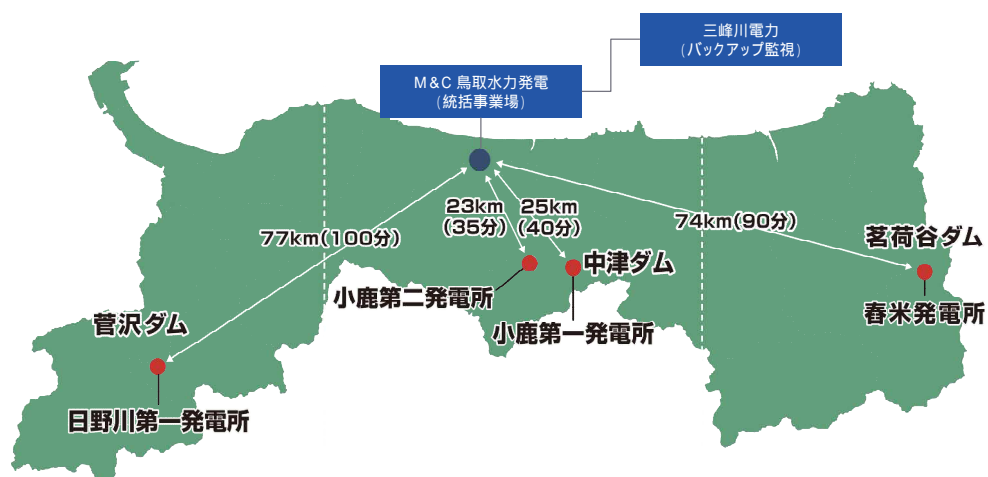 三峰川電力
(バックアップ監視)
M&C 鳥取水力発電
(統括事業場)
23km
(35分)
25km
(40分)
74km(90分)
77km(100分)
茗荷谷ダム
中津ダム
小鹿第二発電所
春米発電所
菅沢ダム
小鹿第一発電所
日野川第一発電所